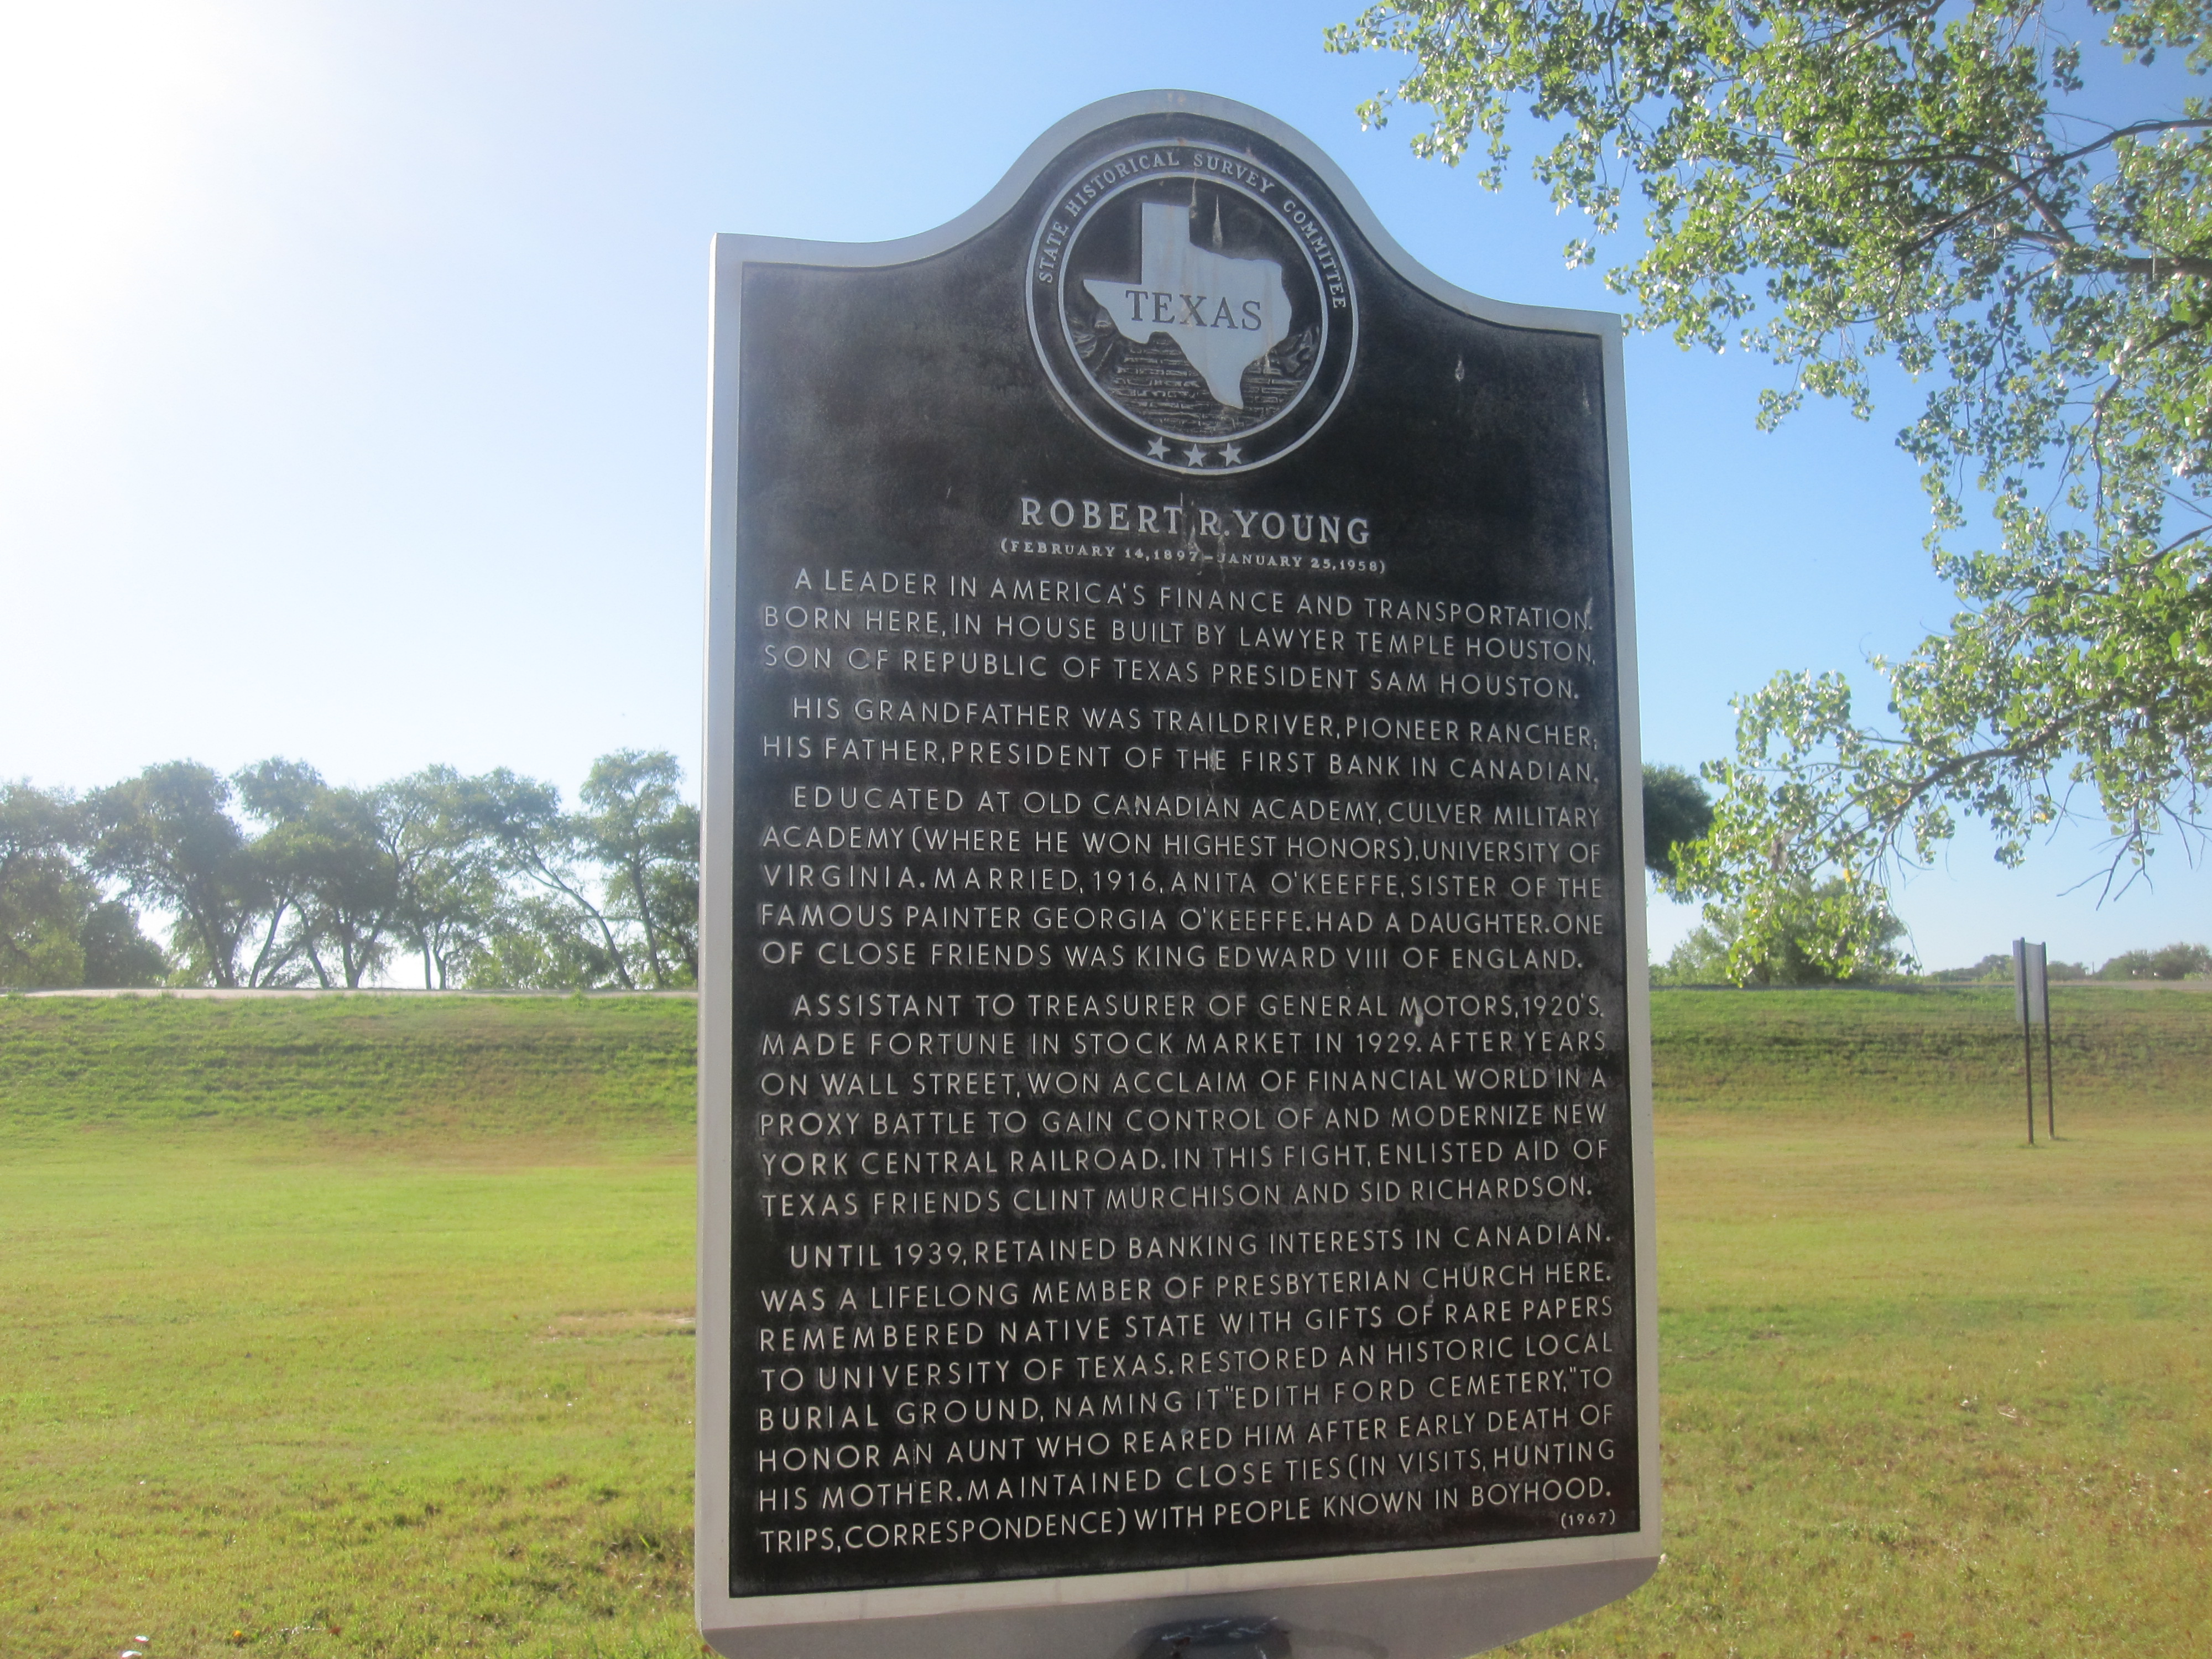 STATE HISTORICAL SURVEY COMMITTEE
TEXAS
ROBERT R. YOUNG
(FEBRUARY 14, 1897 - JANUARY 25, 1958)
A LEADER IN AMERICA'S FINANCE AND TRANSPORTATION.
BORN HERE, IN HOUSE BUILT BY LAWYER TEMPLE HOUSTON,
SON OF REPUBLIC OF TEXAS PRESIDENT SAM HOUSTON.
HIS GRANDFATHER WAS TRAILDRIVER, PIONEER RANCHER;
HIS FATHER, PRESIDENT OF THE FIRST BANK IN CANADIAN.
EDUCATED AT OLD CANADIAN ACADEMY, CULVER MILITARY
ACADEMY (WHERE HE WON HIGHEST HONORS), UNIVERSITY OF
VIRGINIA. MARRIED, 1916, ANITA O'KEEFFE, SISTER OF THE
FAMOUS PAINTER GEORGIA O'KEEFFE. HAD A DAUGHTER. ONE
OF CLOSE FRIENDS WAS KING EDWARD VIII OF ENGLAND.
ASSISTANT TO TREASURER OF GENERAL MOTORS, 1920'S.
MADE FORTUNE IN STOCK MARKET IN 1929. AFTER YEARS
ON WALL STREET, WON ACCLAIM OF FINANCIAL WORLD IN A
PROXY BATTLE TO GAIN CONTROL OF AND MODERNIZE NEW
YORK CENTRAL RAILROAD. IN THIS FIGHT, ENLISTED AID OF
TEXAS FRIENDS CLINT MURCHISON AND SID RICHARDSON.
UNTIL 1939, RETAINED BANKING INTERESTS IN CANADIAN.
WAS A LIFELONG MEMBER OF PRESBYTERIAN CHURCH HERE.
REMEMBERED NATIVE STATE WITH GIFTS OF RARE PAPERS
TO UNIVERSITY OF TEXAS. RESTORED AN HISTORIC LOCAL
BURIAL GROUND, NAMING IT "EDITH FORD CEMETERY," TO
HONOR AN AUNT WHO REARED HIM AFTER EARLY DEATH OF
HIS MOTHER. MAINTAINED CLOSE TIES (IN VISITS, HUNTING
TRIPS, CORRESPONDENCE) WITH PEOPLE KNOWN IN BOYHOOD.
(1967)